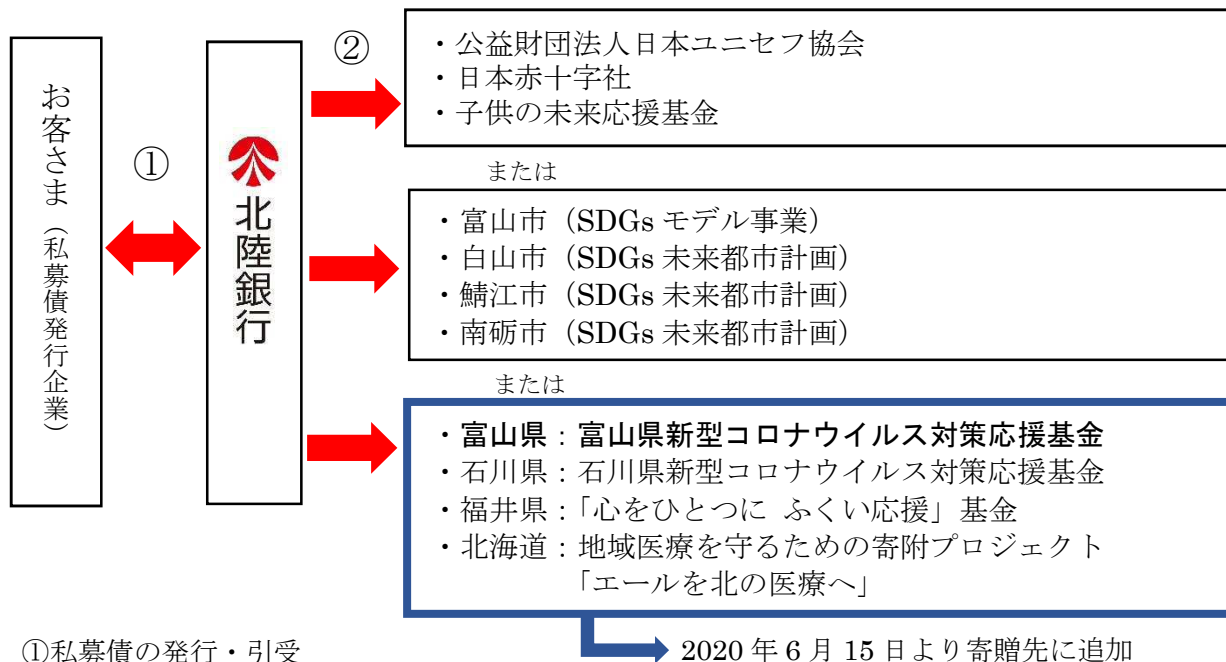 お客さま（私募債発行企業）
①
北陸銀行
②
・公益財団法人日本ユニセフ協会
・日本赤十字社
・子供の未来応援基金
または
・富山市（SDGs モデル事業）
・白山市（SDGs 未来都市計画）
・鯖江市（SDGs 未来都市計画）
・南砺市（SDGs 未来都市計画）
または
・富山県：富山県新型コロナウイルス対策応援基金
・石川県：石川県新型コロナウイルス対策応援基金
・福井県：「心をひとつに ふくい応援」基金
・北海道：地域医療を守るための寄附プロジェクト
「エールを北の医療へ」
①私募債の発行・引受
2020 年 6 月 15 日より寄贈先に追加